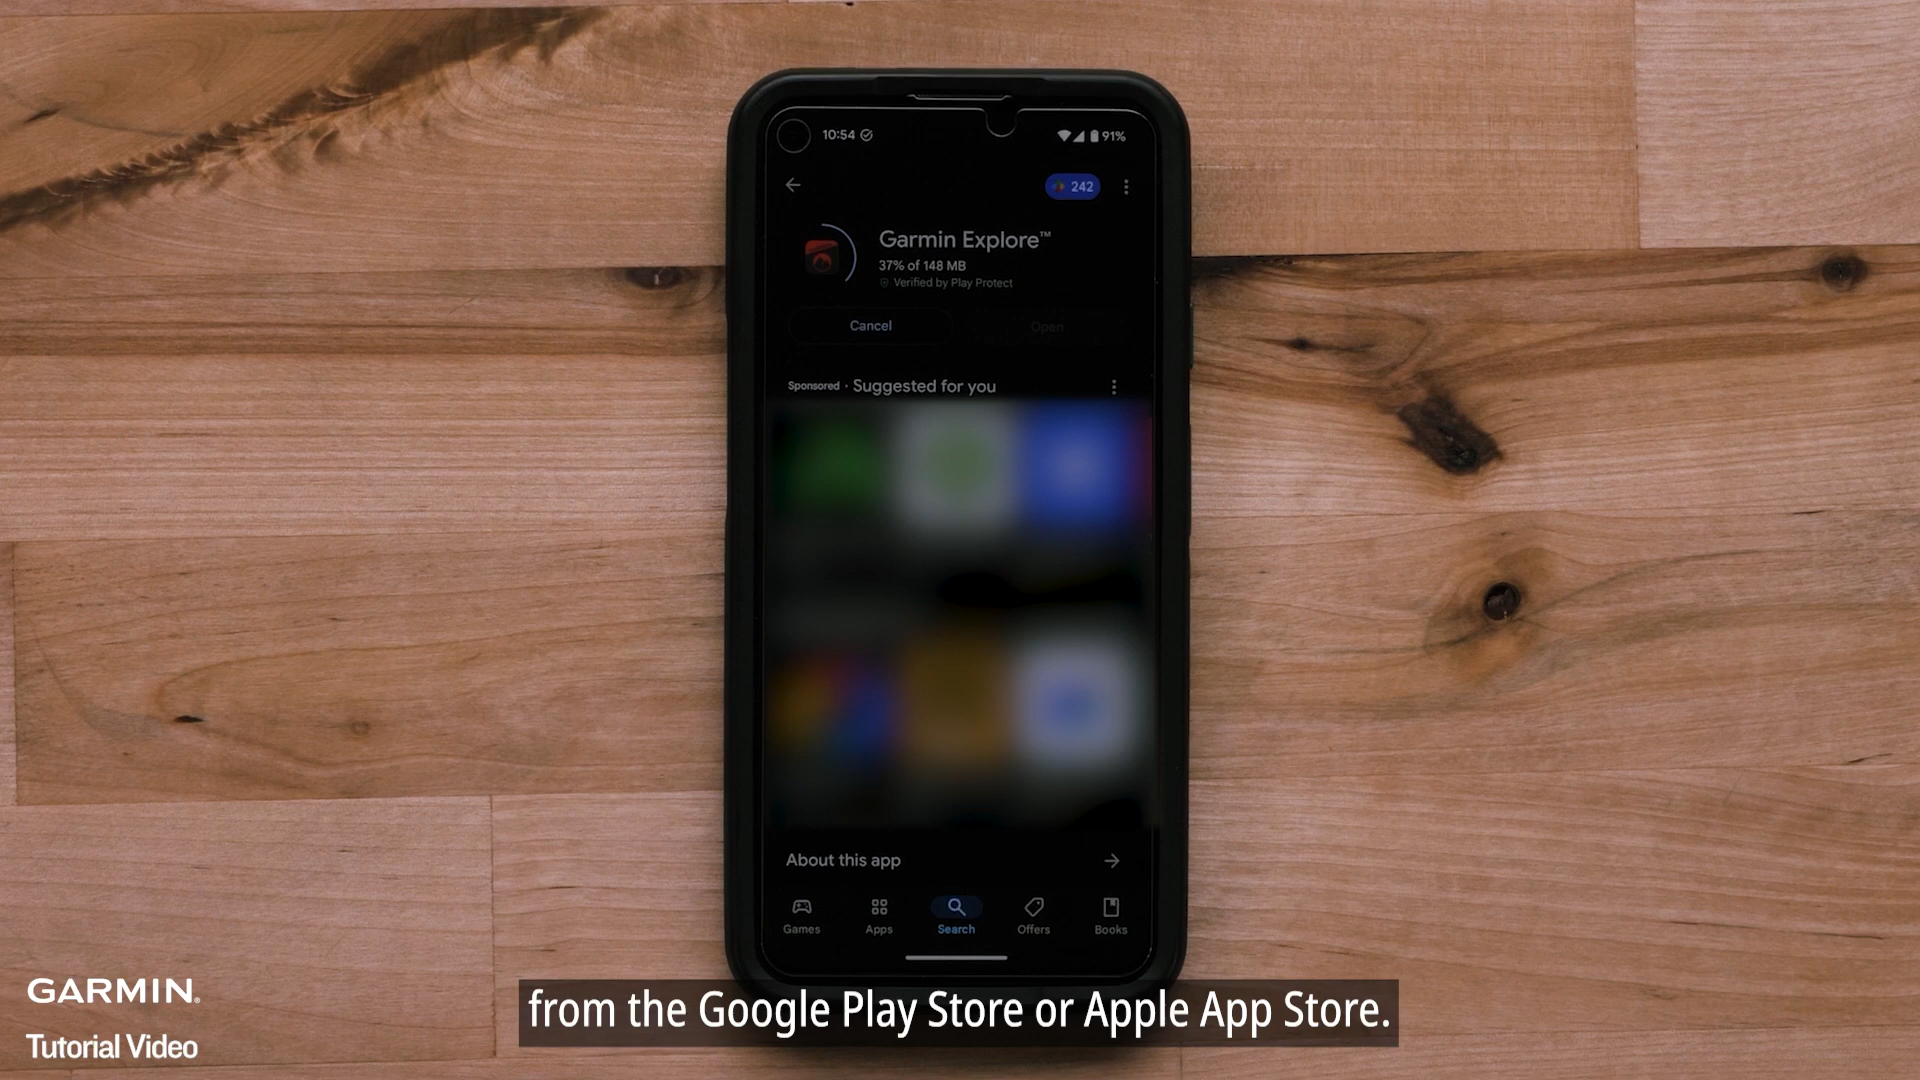 10:54
91%
242
Garmin Explore™
37% of 148 MB
Verified by Play Protect
Cancel
Open
Sponsored · Suggested for you
About this app
Games
Apps
Search
Offers
Books
GARMIN®
Tutorial Video
from the Google Play Store or Apple App Store.